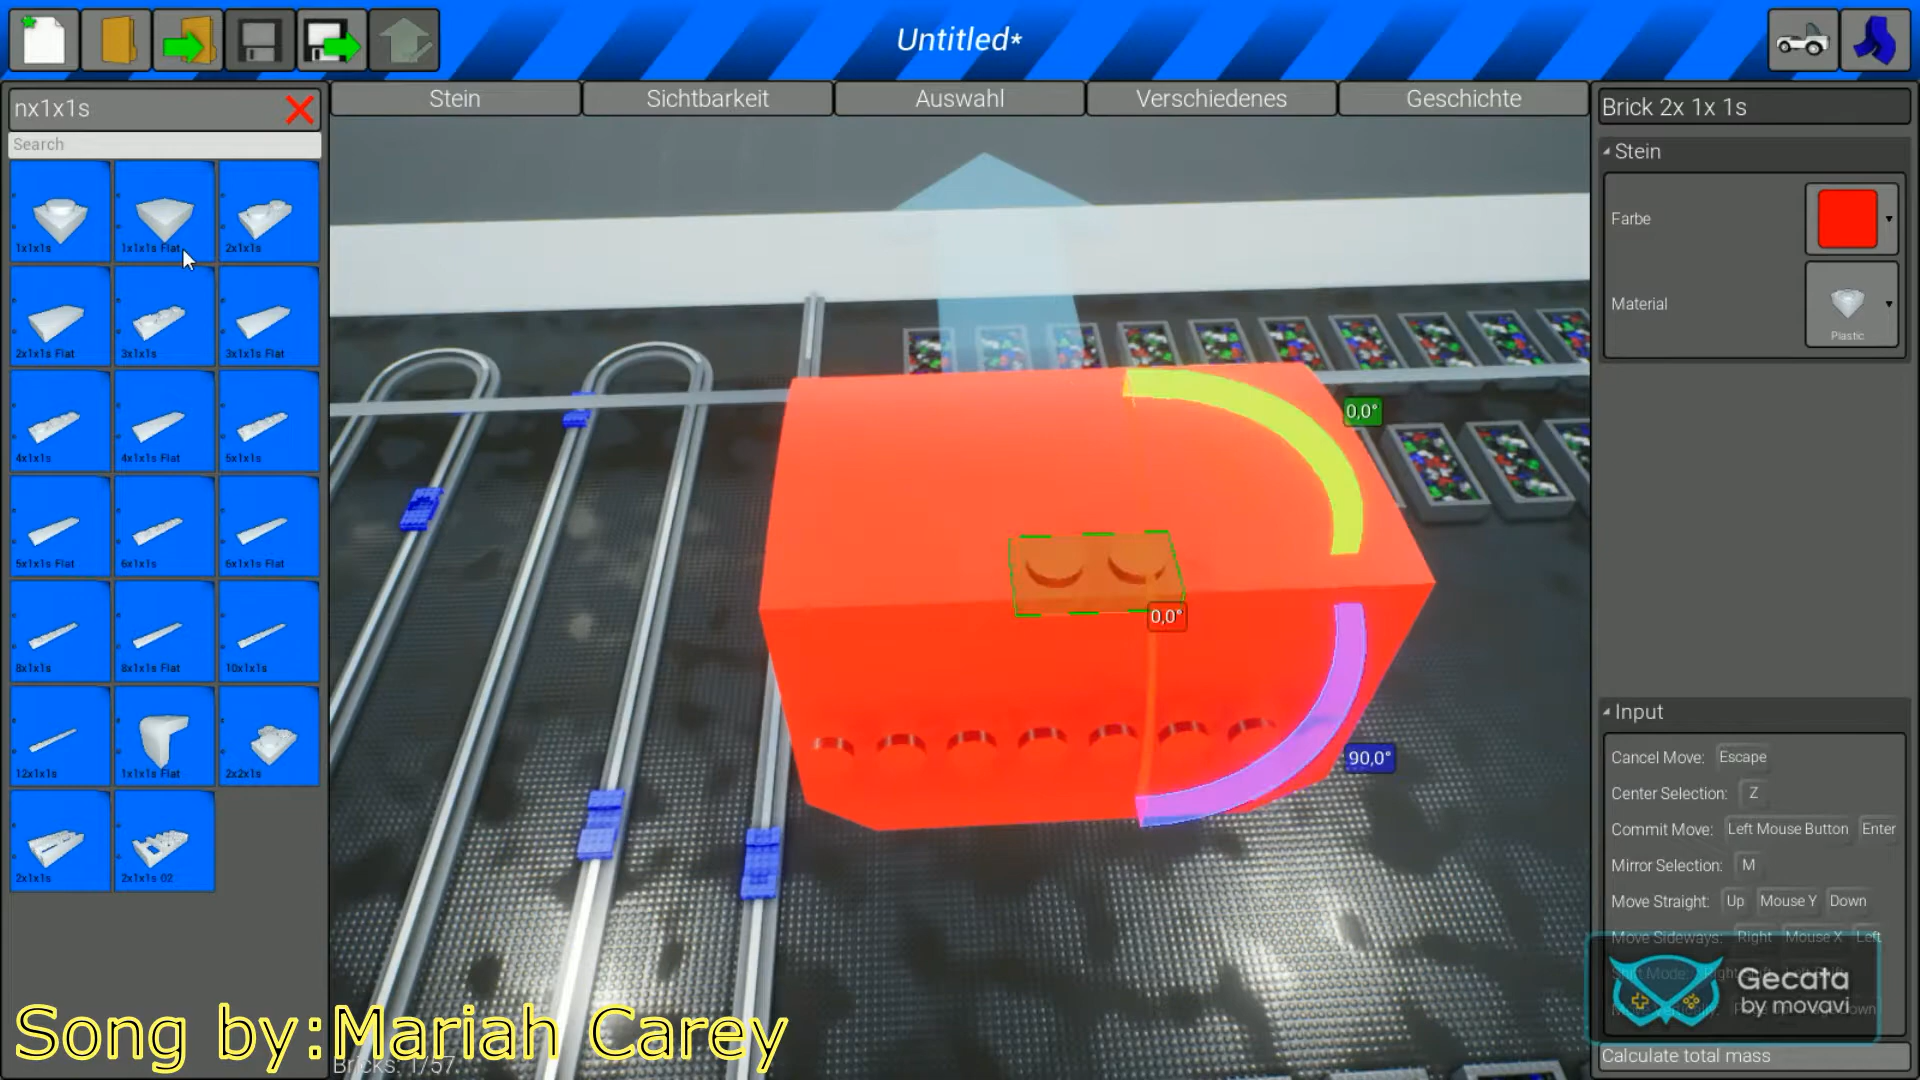 Untitled*
nx1x1s
Search
1x1x1s
1x1x1s Flat
2x1x1s
2x1x1s Flat
3x1x1s
3x1x1s Flat
4x1x1s
4x1x1s Flat
5x1x1s
5x1x1s Flat
6x1x1s
6x1x1s Flat
8x1x1s
8x1x1s Flat
10x1x1s
12x1x1s
1x1x1s Flat
2x2x1s
2x1x1s
2x1x1s 02
Stein
Sichtbarkeit
Auswahl
Verschiedenes
Geschichte
0,0°
0,0°
90,0°
Bricks: 1/57
Song by:Mariah Carey
Brick 2x 1x 1s
Stein
Farbe
Material
Plastic
Input
Cancel Move: Escape
Center Selection: Z
Commit Move: Left Mouse Button Enter
Mirror Selection: M
Move Straight: Up Mouse Y Down
Move Sideways: Right Mouse X Left
Gecata
by movavi
Calculate total mass